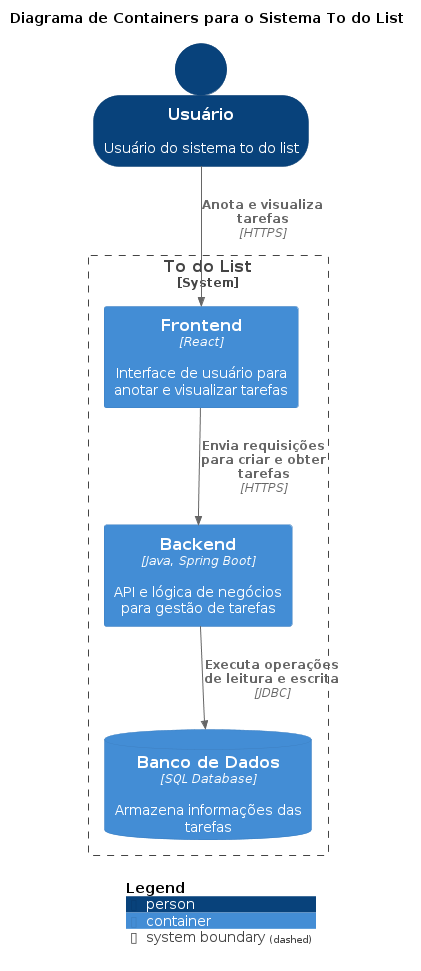 Diagrama de Containers para o Sistema To do List
Usuário
Usuário do sistema to do list
Anota e visualiza
tarefas
[HTTPS]
To do List
[System]
Frontend
[React]
Interface de usuário para
anotar e visualizar tarefas
Envia requisições
para criar e obter
tarefas
[HTTPS]
Backend
[Java, Spring Boot]
API e lógica de negócios
para gestão de tarefas
Executa operações
de leitura e escrita
[JDBC]
Banco de Dados
[SQL Database]
Armazena informações das
tarefas
Legend
person
container
system boundary (dashed)